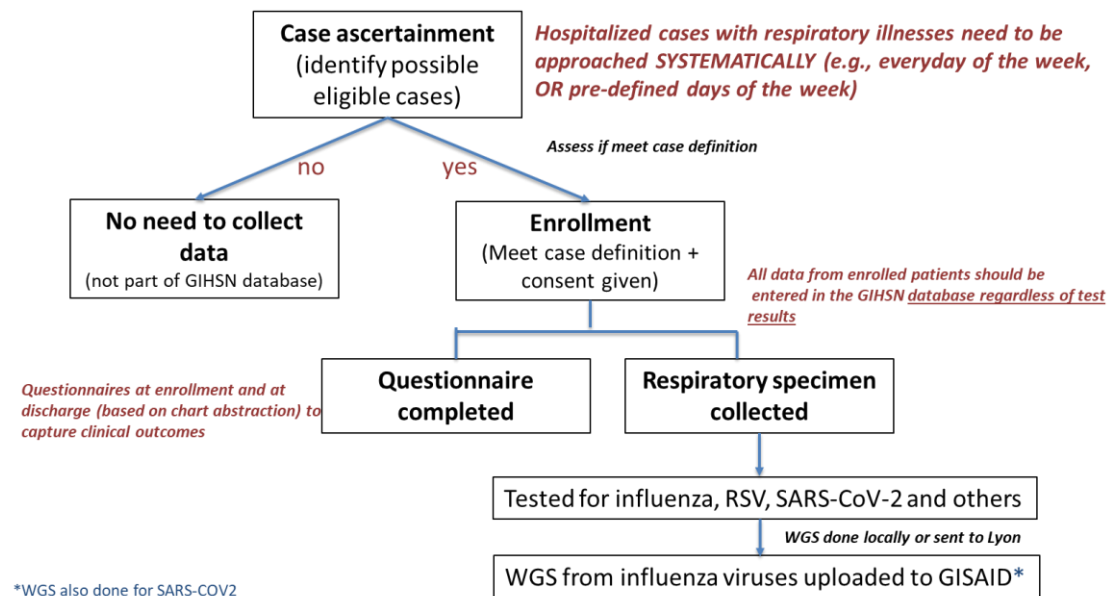 Case ascertainment
(identify possible
eligible cases)
Hospitalized cases with respiratory illnesses need to be
approached SYSTEMATICALLY (e.g., everyday of the week,
OR pre-defined days of the week)
Assess if meet case definition
no
yes
No need to collect
data
(not part of GIHSN database)
Enrollment
(Meet case definition +
consent given)
All data from enrolled patients should be
entered in the GIHSN database regardless of test
results
Questionnaires at enrollment and at
discharge (based on chart abstraction) to
capture clinical outcomes
Questionnaire
completed
Respiratory specimen
collected
Tested for influenza, RSV, SARS-CoV-2 and others
WGS done locally or sent to Lyon
WGS from influenza viruses uploaded to GISAID*
*WGS also done for SARS-COV2